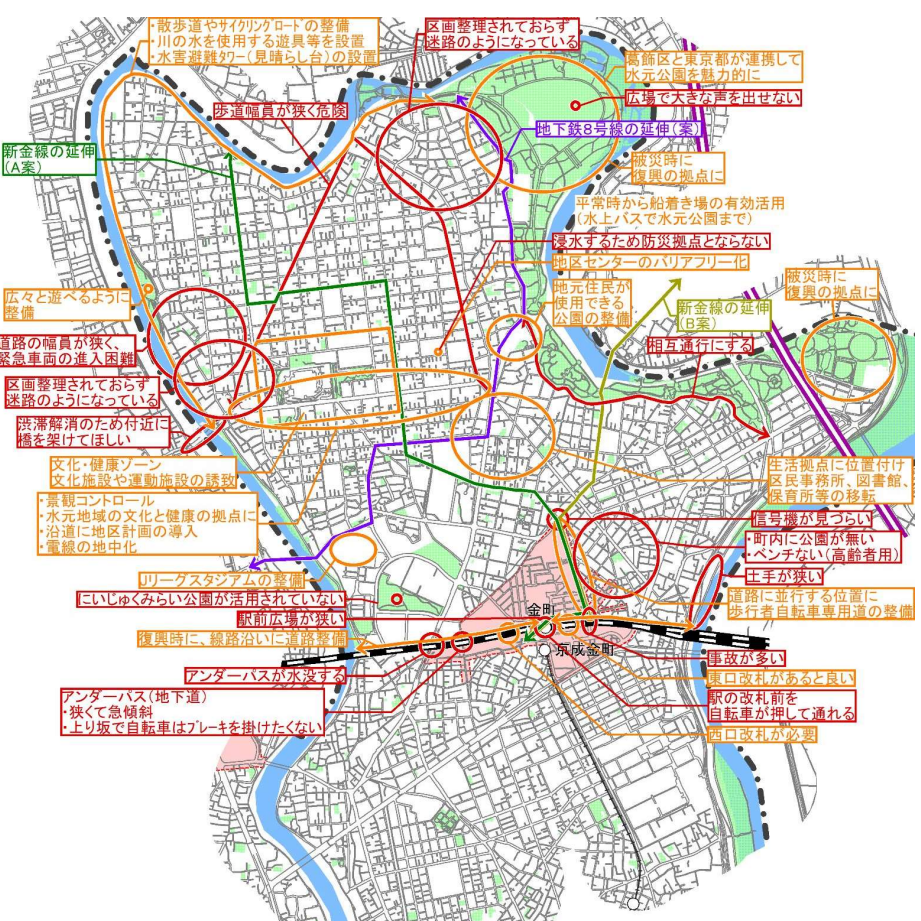 ・散歩道やサイクリングロードの整備
・川の水を使用する遊具等を設置
・水害避難タワー(見晴らし台)の設置
区画整理されておらず
迷路のようになっている
葛飾区と東京都が連携して
水元公園を魅力的に
広場で大きな声を出せない
歩道幅員が狭く危険
地下鉄8号線の延伸(案)
新金線の延伸
(A案)
被災時に
復興の拠点に
平常時から船着き場の有効活用
(水上バスで水元公園まで)
浸水するため防災拠点とならない
地区センターのバリアフリー化
地元住民が
使用できる
公園の整備
被災時に
復興の拠点に
広々と遊べるように
整備
新金線の延伸
(B案)
道路の幅員が狭く、
緊急車両の進入困難
相互通行にする
区画整理されておらず
迷路のようになっている
渋滞解消のため付近に
橋を架けてほしい
文化・健康ゾーン
文化施設や運動施設の誘致
生活拠点に位置付け
区民事務所、図書館、
保育所等の移転
・景観コントロール
・水元地域の文化と健康の拠点に
・沿道に地区計画の導入
・電線の地中化
信号機が見づらい
・町内に公園が無い
・ベンチない(高齢者用)
土手が狭い
Jリーグスタジアムの整備
道路に並行する位置に
歩行者自転車専用道の整備
にいじゅくみらい公園が活用されていない
金町
駅前広場が狭い
復興時に、線路沿いに道路整備
京成金町
事故が多い
アンダーパスが水没する
東口改札があると良い
アンダーパス(地下道)
・狭くて急傾斜
・上り坂で自転車はブレーキを掛けたくない
駅の改札前を
自転車が押して通れる
西口改札が必要